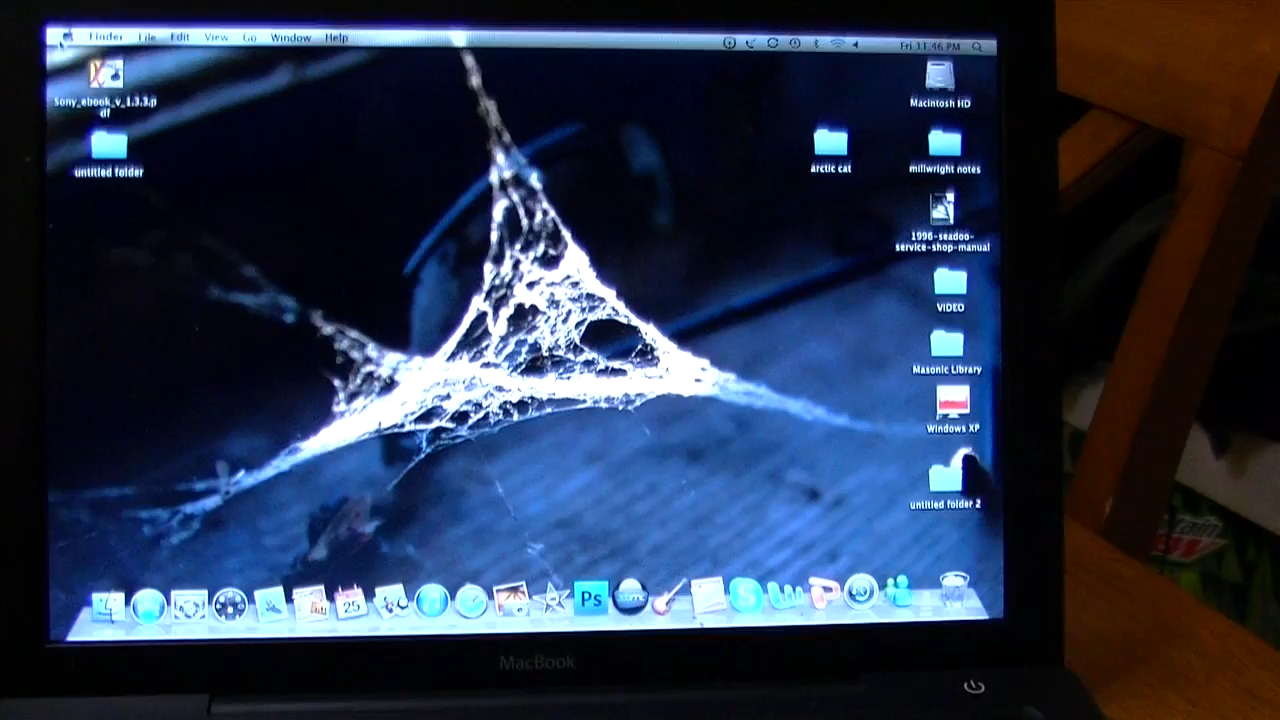 Finder File Edit View Go Window Help
Fri 11:46 PM
Sony_ebook_v_1.3.3.p
df
untitled folder
Macintosh HD
arctic cat
millwright notes
1996-seadoo-
service-shop-manual
VIDEO
Masonic Library
Windows XP
untitled folder 2
25
Ps
xbmc
MacBook